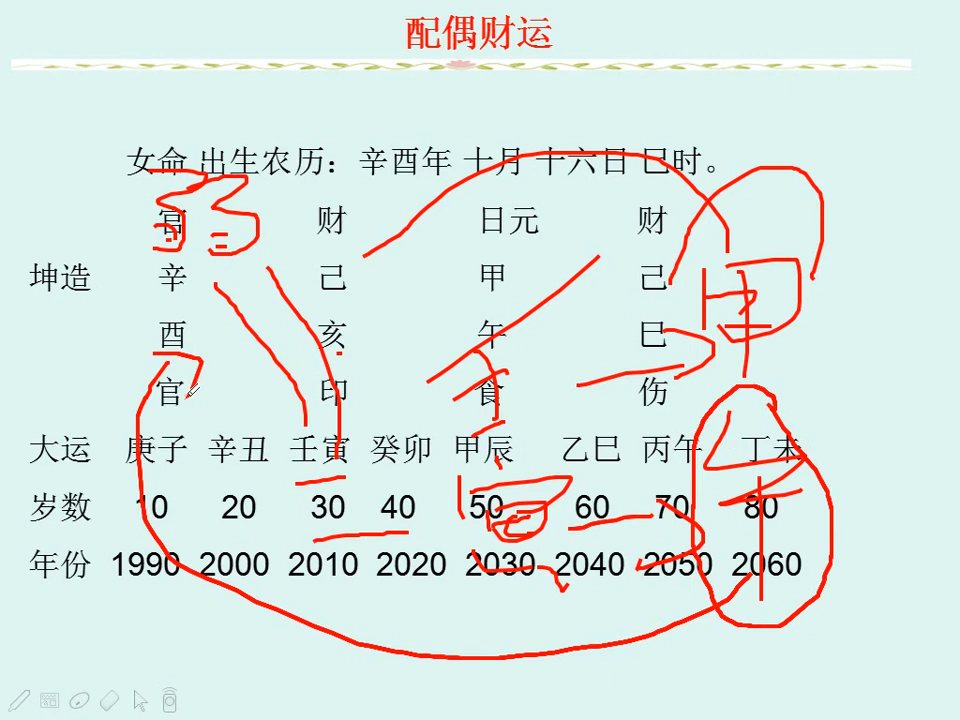 配偶财运
女命 出生农历：辛酉年 十月 十六日 巳时。
官 财 日元 财
坤造 辛 己 甲 己
酉 亥 午 巳
官 印 食 伤
大运 庚子 辛丑 壬寅 癸卯 甲辰 乙巳 丙午 丁未
岁数 10 20 30 40 50 60 70 80
年份 1990 2000 2010 2020 2030 2040 2050 2060